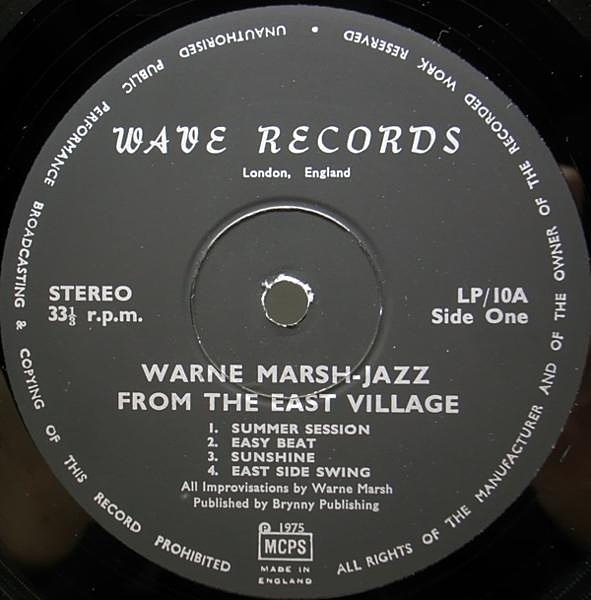 ALL RIGHTS OF THE MANUFACTURER AND OF THE OWNER OF THE RECORDED WORK RESERVED • UNAUTHORISED PUBLIC PERFORMANCE BROADCASTING & COPYING OF THIS RECORD PROHIBITED
WAVE RECORDS
London, England
STEREO
33⅓ r.p.m.
LP/10A
Side One
WARNE MARSH-JAZZ
FROM THE EAST VILLAGE
1. SUMMER SESSION
2. EASY BEAT
3. SUNSHINE
4. EAST SIDE SWING
All Improvisations by Warne Marsh
Published by Brynny Publishing
℗ 1975
MCPS
MADE IN
ENGLAND